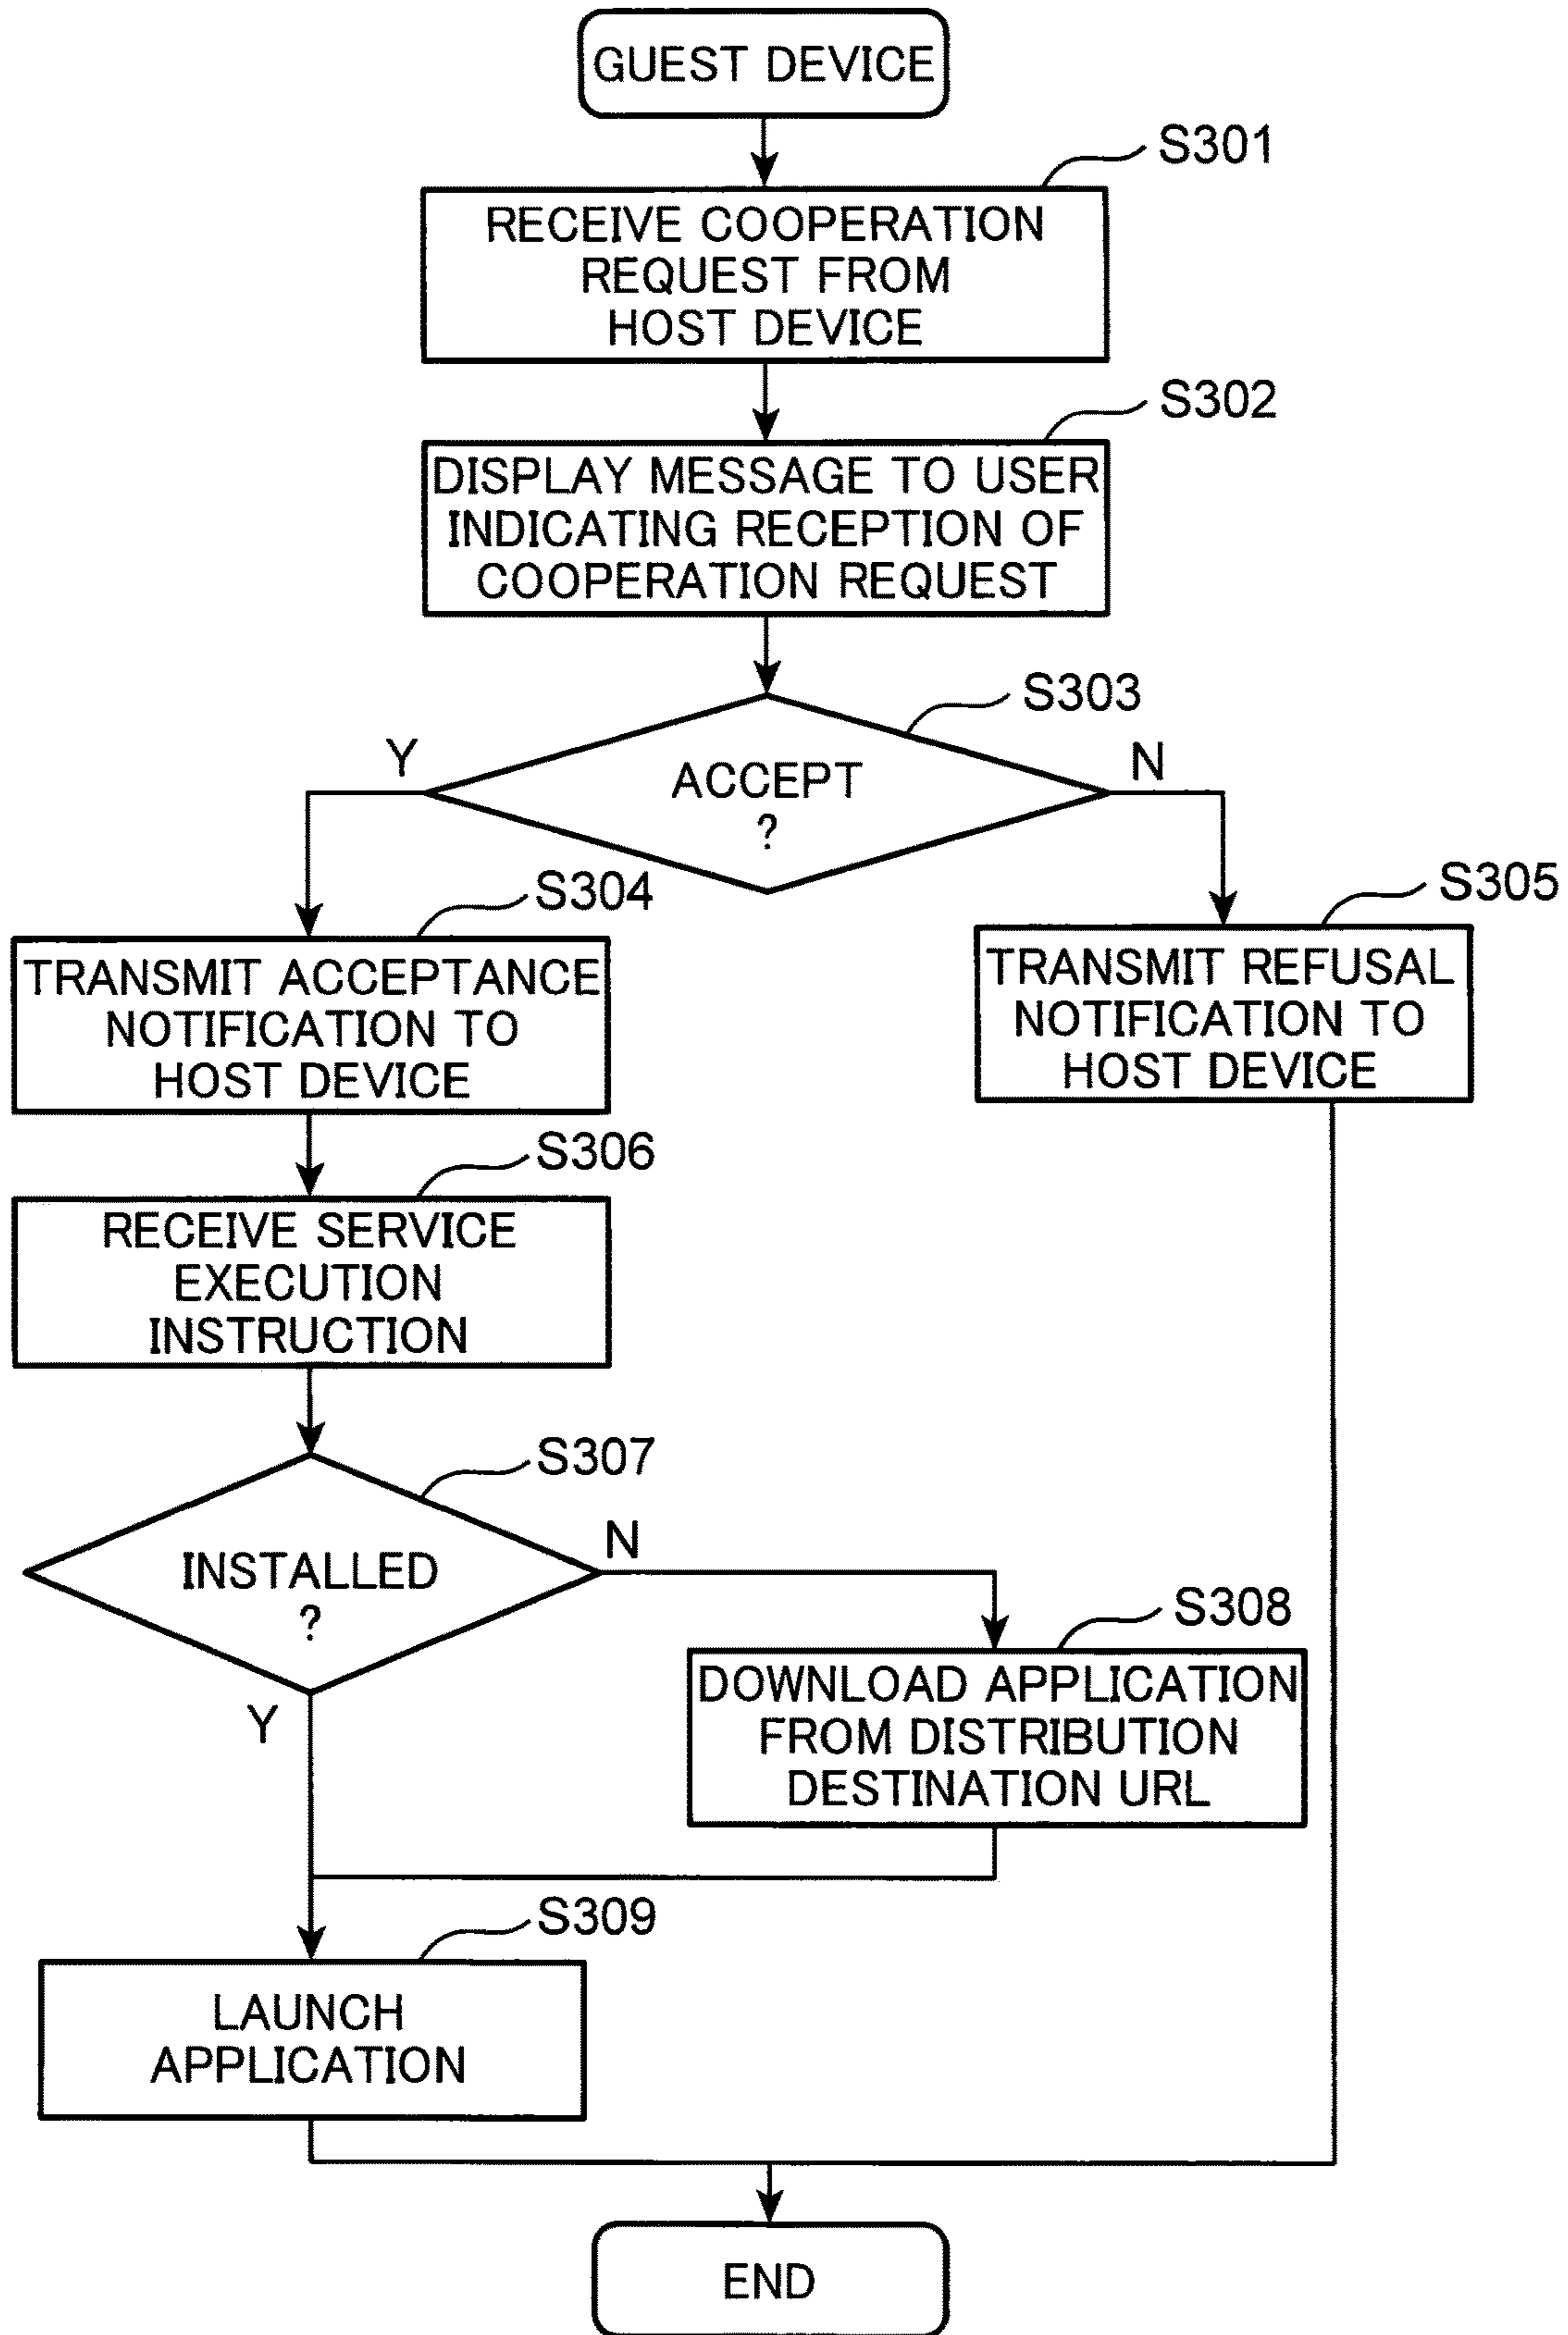 GUEST DEVICE
S301
RECEIVE COOPERATION
REQUEST FROM
HOST DEVICE
S302
DISPLAY MESSAGE TO USER
INDICATING RECEPTION OF
COOPERATION REQUEST
S303
Y
N
ACCEPT
?
S304
S305
TRANSMIT ACCEPTANCE
NOTIFICATION TO
HOST DEVICE
TRANSMIT REFUSAL
NOTIFICATION TO
HOST DEVICE
S306
RECEIVE SERVICE
EXECUTION
INSTRUCTION
S307
INSTALLED
?
N
Y
S308
DOWNLOAD APPLICATION
FROM DISTRIBUTION
DESTINATION URL
S309
LAUNCH
APPLICATION
END